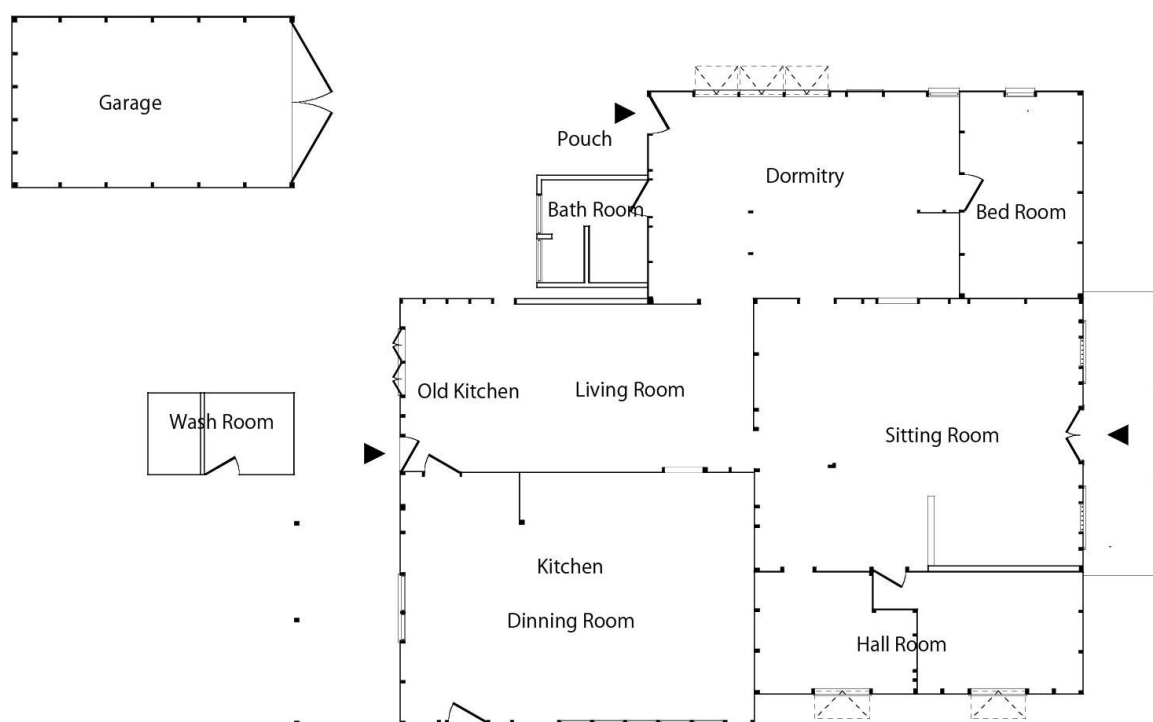 Garage
Pouch
Dormitry
Bath Room
Bed Room
Old Kitchen
Living Room
Wash Room
Sitting Room
Kitchen
Dinning Room
Hall Room